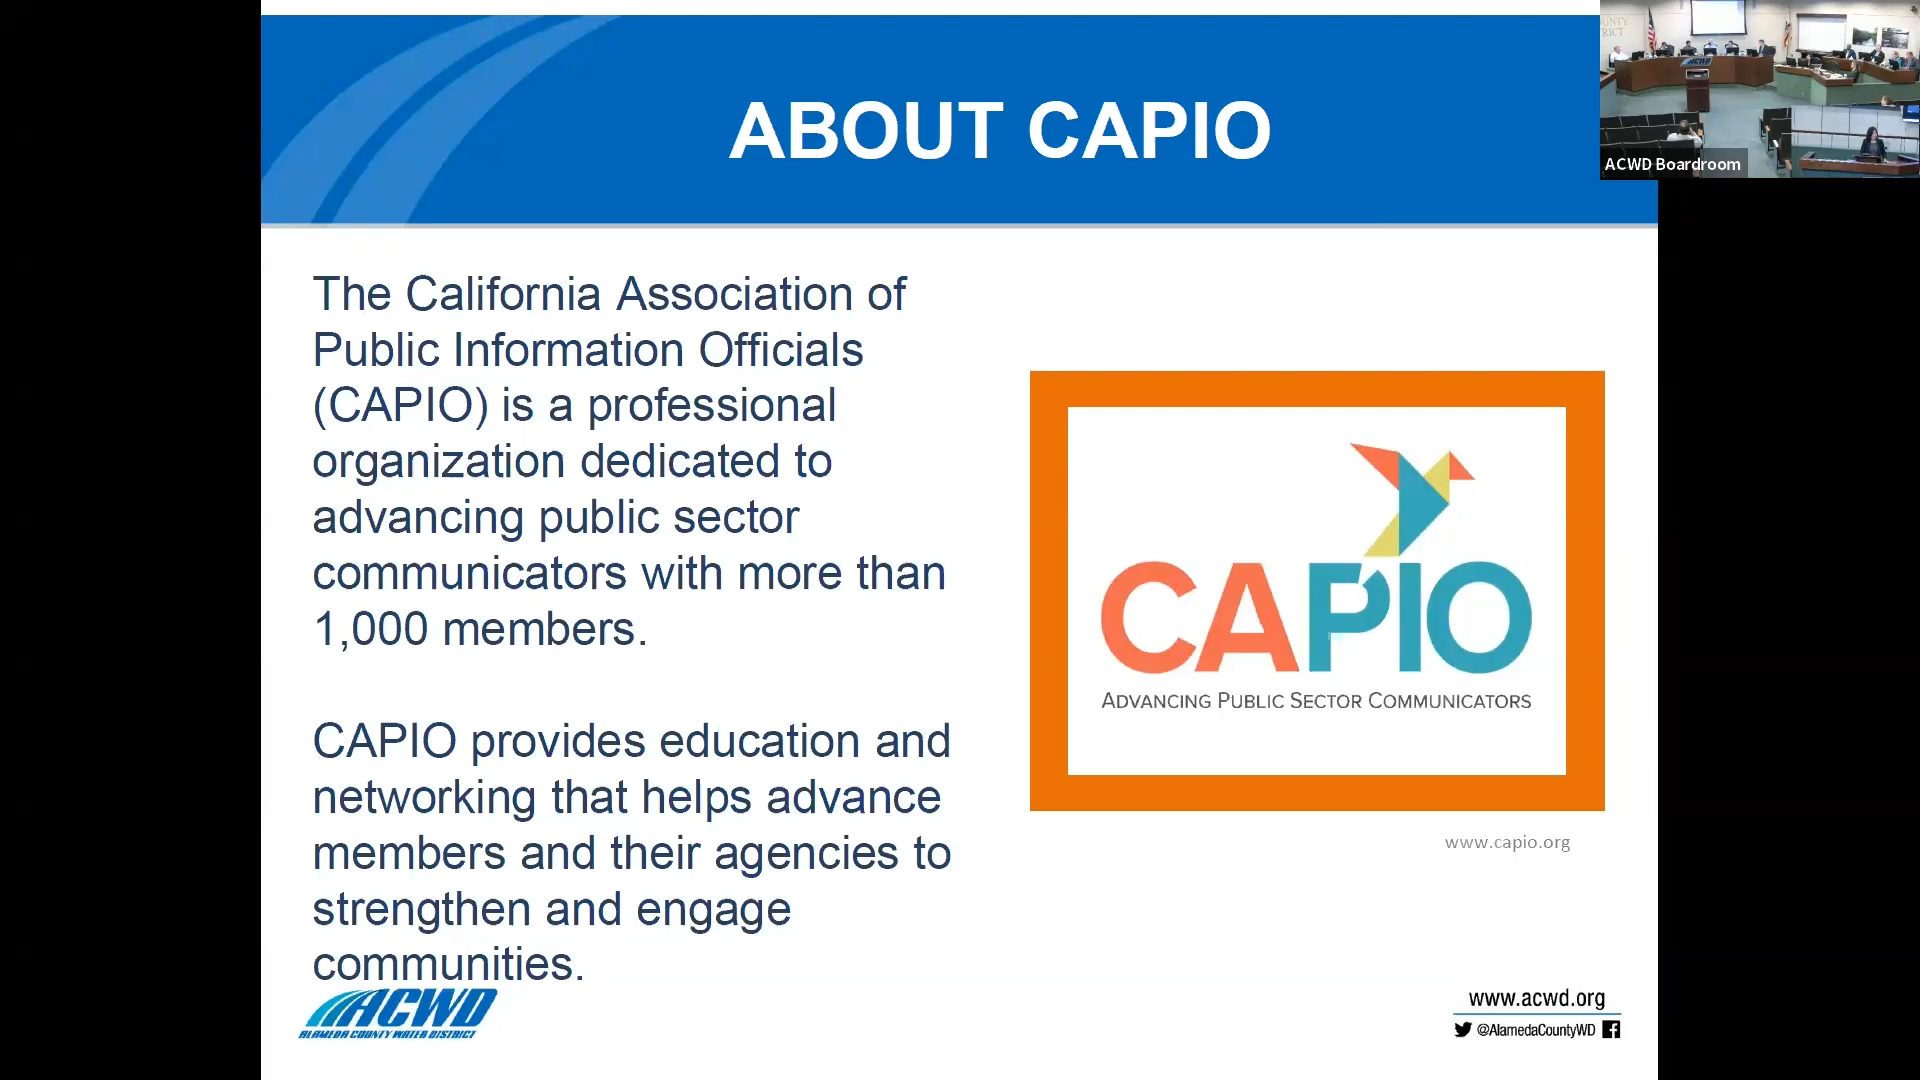 ABOUT CAPIO
ACWD
ACWD Boardroom
The California Association of
Public Information Officials
(CAPIO) is a professional
organization dedicated to
advancing public sector
communicators with more than
1,000 members.
CAPIO provides education and
networking that helps advance
members and their agencies to
strengthen and engage
communities.
CAPIO
ADVANCING PUBLIC SECTOR COMMUNICATORS
www.capio.org
ACWD
ALAMEDA COUNTY WATER DISTRICT
www.acwd.org
@AlamedaCountyWD